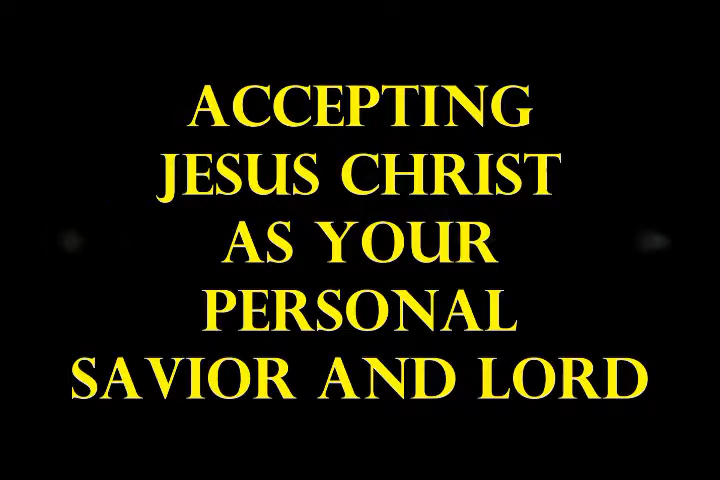 ACCEPTING
JESUS CHRIST
AS YOUR
PERSONAL
SAVIOR AND LORD